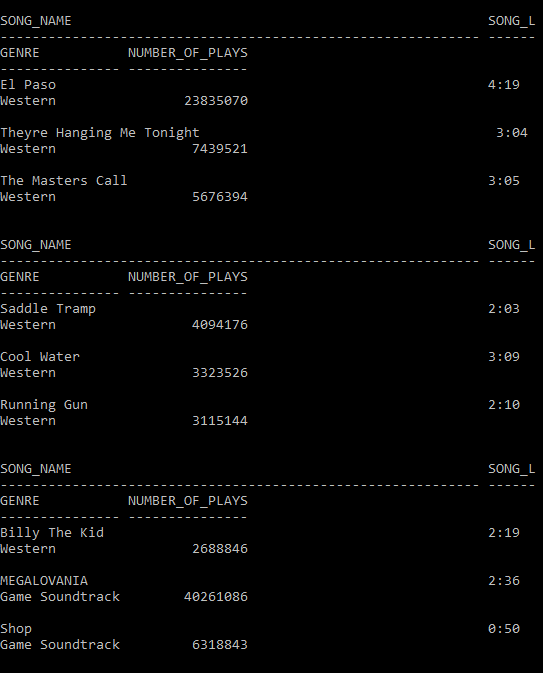 SONG_NAME SONG_L
------------------------------------------------------------ ------
GENRE NUMBER_OF_PLAYS
--------------- ---------------
El Paso 4:19
Western 23835070
Theyre Hanging Me Tonight 3:04
Western 7439521
The Masters Call 3:05
Western 5676394
SONG_NAME SONG_L
------------------------------------------------------------ ------
GENRE NUMBER_OF_PLAYS
--------------- ---------------
Saddle Tramp 2:03
Western 4094176
Cool Water 3:09
Western 3323526
Running Gun 2:10
Western 3115144
SONG_NAME SONG_L
------------------------------------------------------------ ------
GENRE NUMBER_OF_PLAYS
--------------- ---------------
Billy The Kid 2:19
Western 2688846
MEGALOVANIA 2:36
Game Soundtrack 40261086
Shop 0:50
Game Soundtrack 6318843